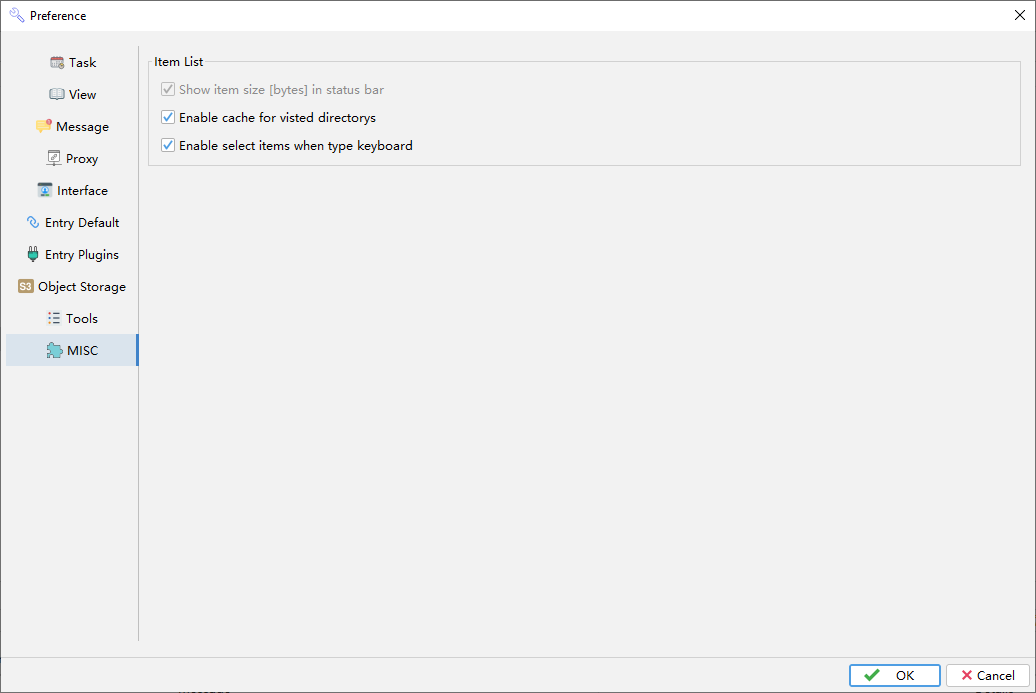 Preference
Task
View
Message
Proxy
Interface
Entry Default
Entry Plugins
S3 Object Storage
Tools
MISC
Item List
Show item size [bytes] in status bar
Enable cache for visted directorys
Enable select items when type keyboard
OK
Cancel